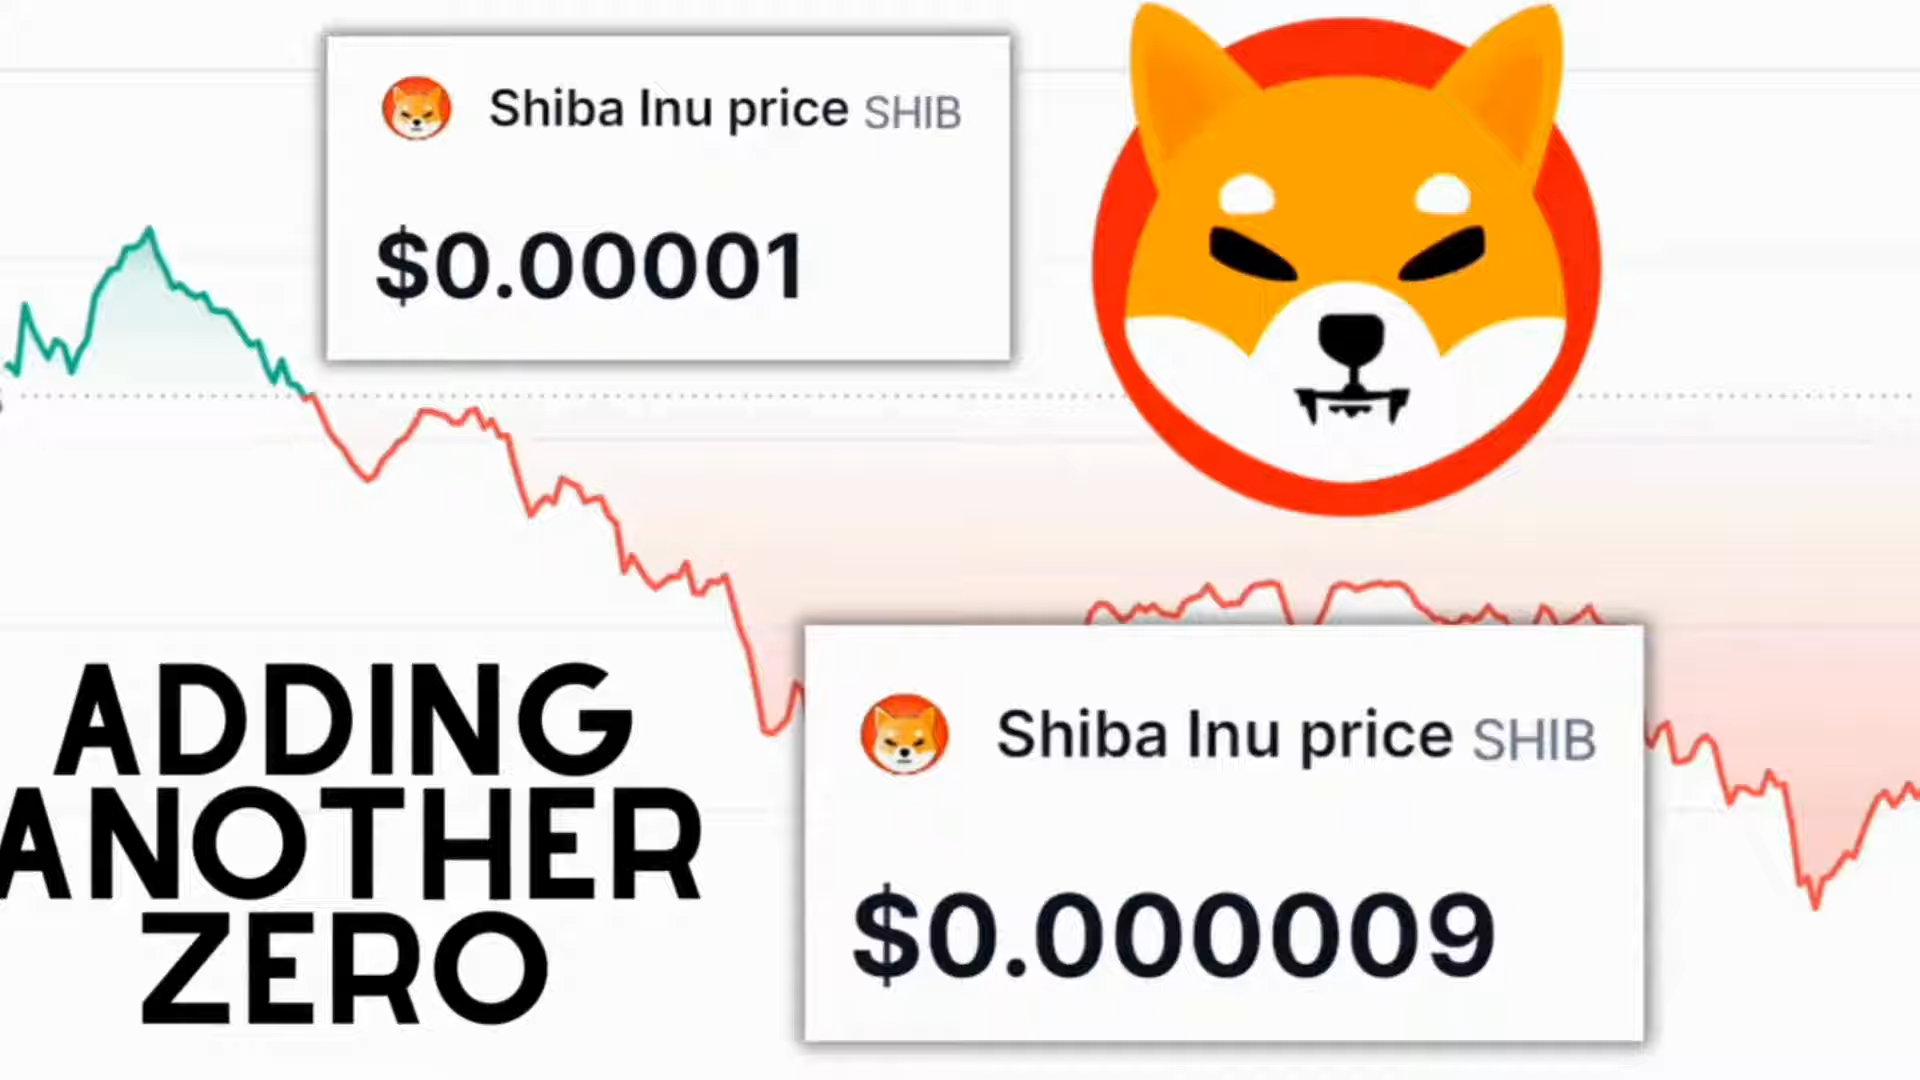 Shiba Inu price SHIB
$0.00001
ADDING
ANOTHER
ZERO
Shiba Inu price SHIB
$0.000009